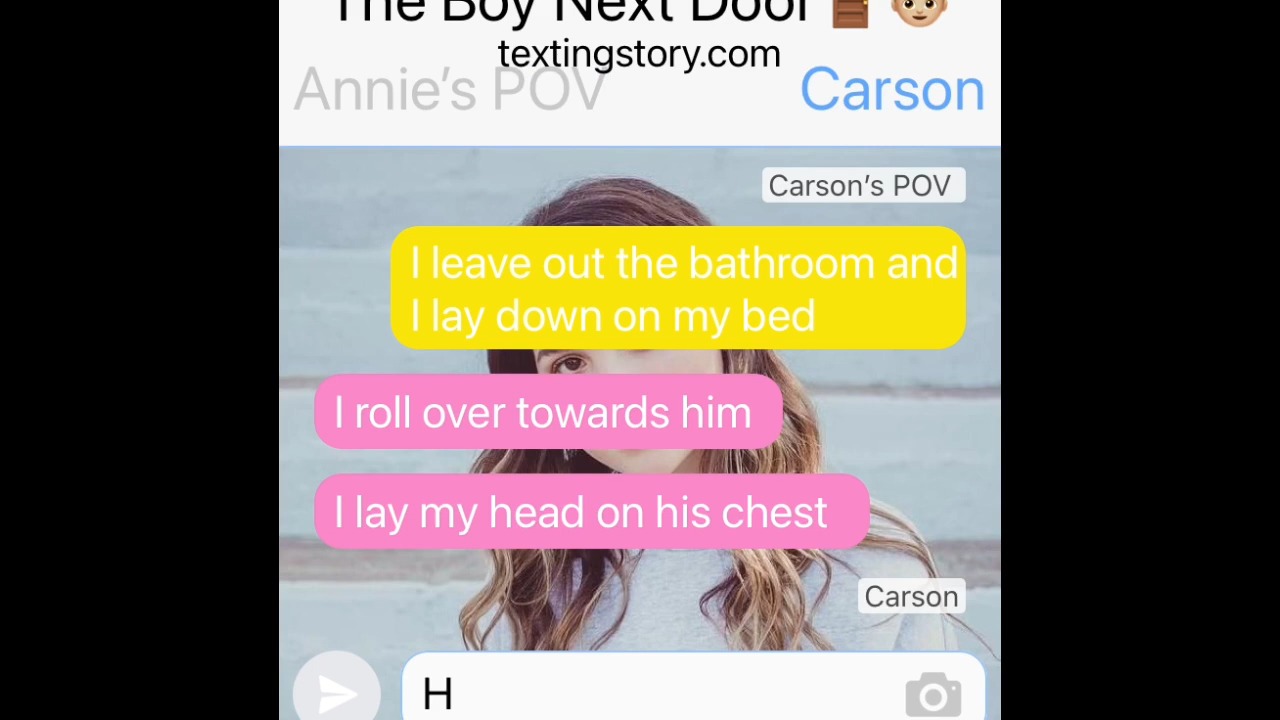 The Boy Next Door 🚪👦🏼
textingstory.com
Annie’s POV
Carson
Carson’s POV
I leave out the bathroom and
I lay down on my bed
I roll over towards him
I lay my head on his chest
Carson
H